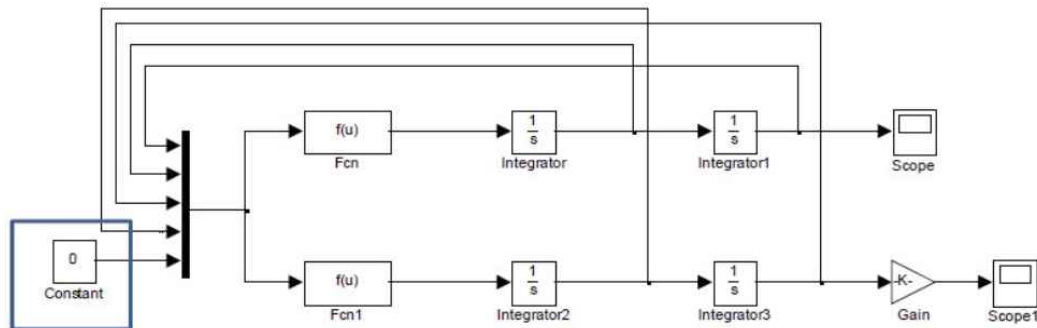 f(u)
Fcn
1
s
Integrator
1
s
Integrator1
Scope
0
Constant
f(u)
Fcn1
1
s
Integrator2
1
s
Integrator3
-K-
Gain
Scope1